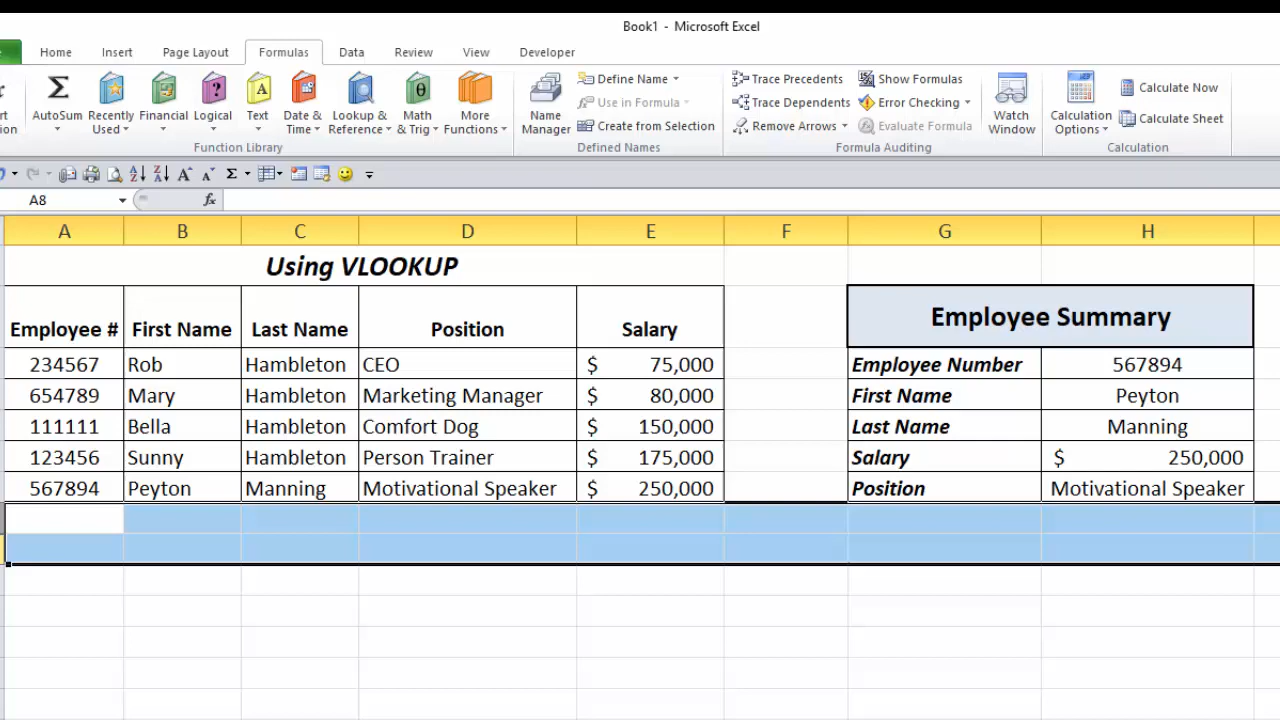 Book1 - Microsoft Excel
Home Insert Page Layout Formulas Data Review View Developer
AutoSum Recently Used Financial Logical Text Date & Time Lookup & Reference Math & Trig More Functions
Function Library
Name Manager
Define Name
Use in Formula
Create from Selection
Defined Names
Trace Precedents
Trace Dependents
Remove Arrows
Show Formulas
Error Checking
Evaluate Formula
Formula Auditing
Watch Window
Calculation Options
Calculate Now
Calculate Sheet
Calculation
A8 fx
A B C D E F G H
Using VLOOKUP
Employee # First Name Last Name Position Salary Employee Summary
234567 Rob Hambleton CEO $ 75,000 Employee Number 567894
654789 Mary Hambleton Marketing Manager $ 80,000 First Name Peyton
111111 Bella Hambleton Comfort Dog $ 150,000 Last Name Manning
123456 Sunny Hambleton Person Trainer $ 175,000 Salary $ 250,000
567894 Peyton Manning Motivational Speaker $ 250,000 Position Motivational Speaker